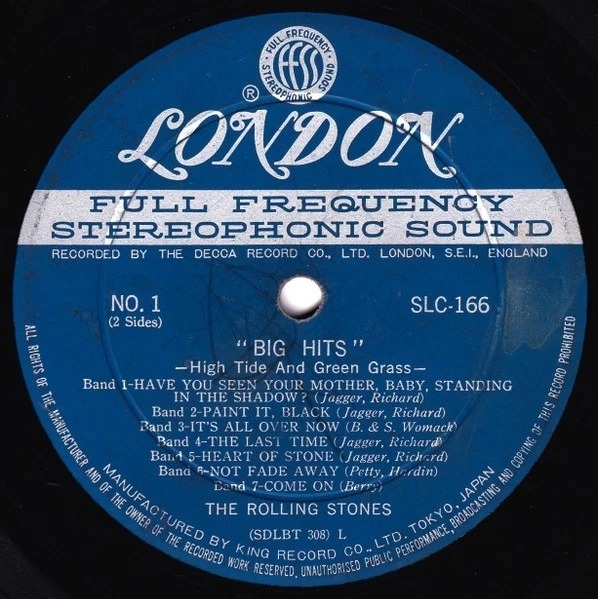 FULL FREQUENCY
ffss
STEREOPHONIC SOUND
®
LONDON
FULL FREQUENCY
STEREOPHONIC SOUND
RECORDED BY THE DECCA RECORD CO., LTD. LONDON, S.E.I., ENGLAND
NO. 1
(2 Sides)
SLC-166
"BIG HITS"
—High Tide And Green Grass—
Band 1-HAVE YOU SEEN YOUR MOTHER, BABY, STANDING
IN THE SHADOW? (Jagger, Richard)
Band 2-PAINT IT, BLACK (Jagger, Richard)
Band 3-IT'S ALL OVER NOW (B. & S. Womack)
Band 4-THE LAST TIME (Jagger, Richard)
Band 5-HEART OF STONE (Jagger, Richard)
Band 6-NOT FADE AWAY (Petty, Hardin)
Band 7-COME ON (Berry)
THE ROLLING STONES
(SDLBT 308) L
MANUFACTURED BY KING RECORD CO., LTD. TOKYO, JAPAN
ALL RIGHTS OF THE MANUFACTURER AND OF THE OWNER OF THE RECORDED WORK RESERVED. UNAUTHORISED PUBLIC PERFORMANCE, BROADCASTING AND COPYING OF THIS RECORD PROHIBITED